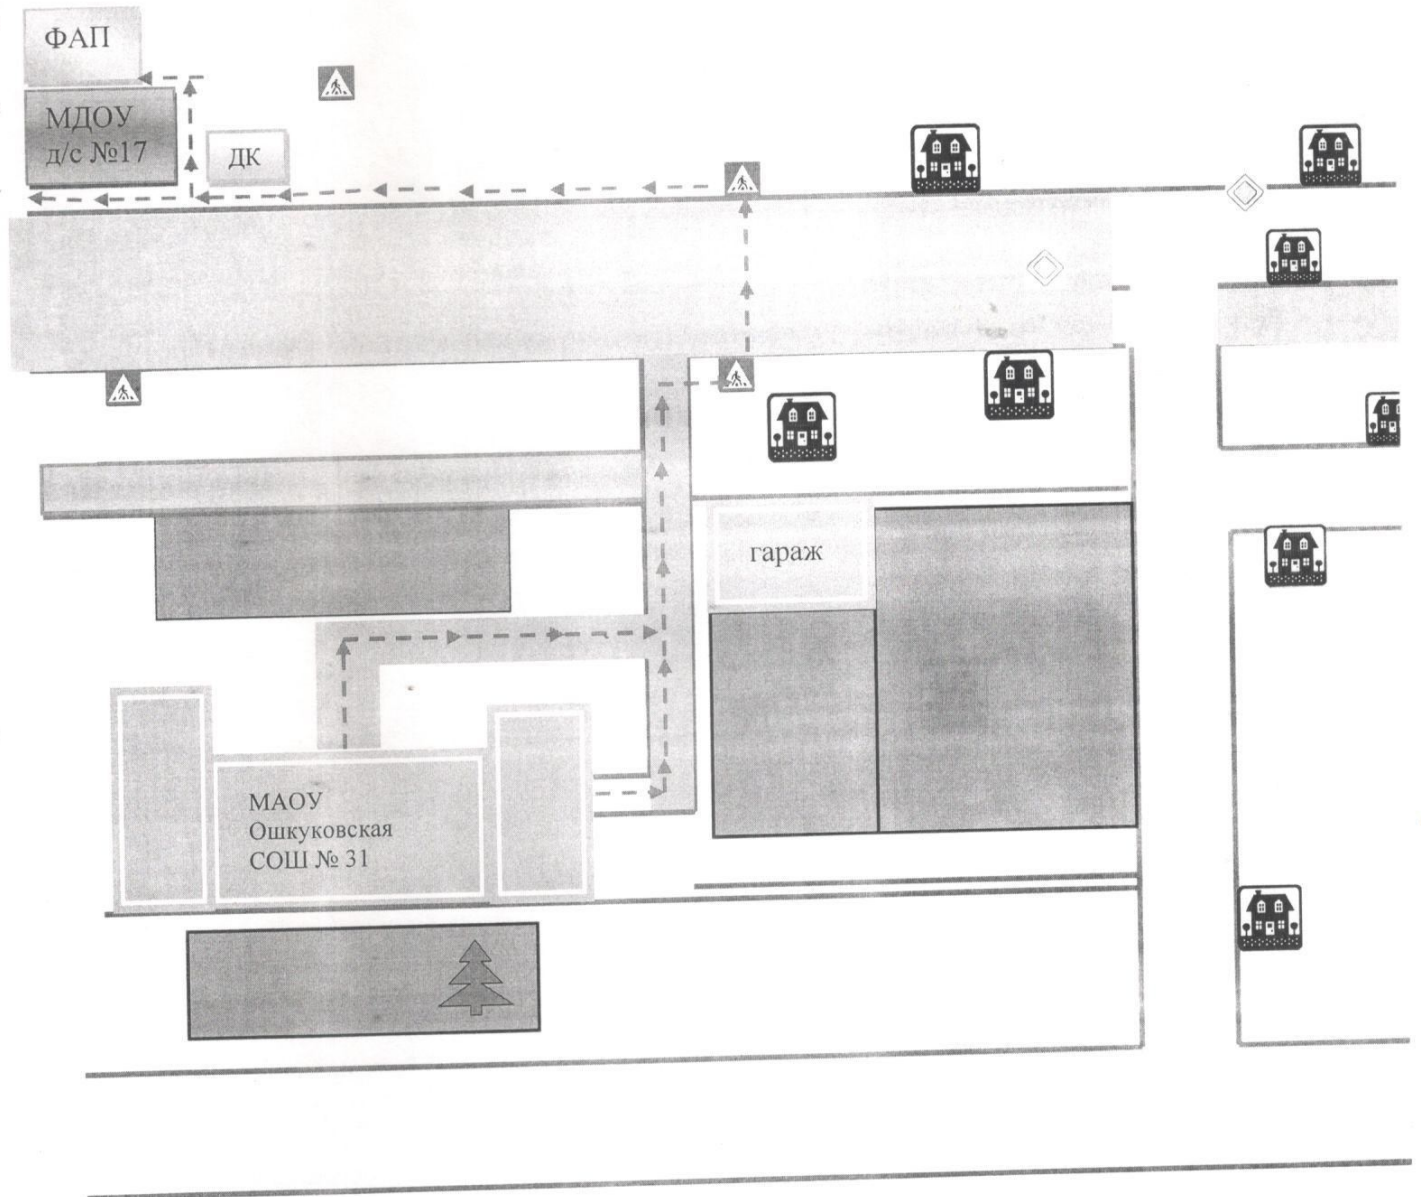 ФАП
МДОУ
д/с №17
ДК
гараж
МАОУ
Ошкуковская
СОШ № 31